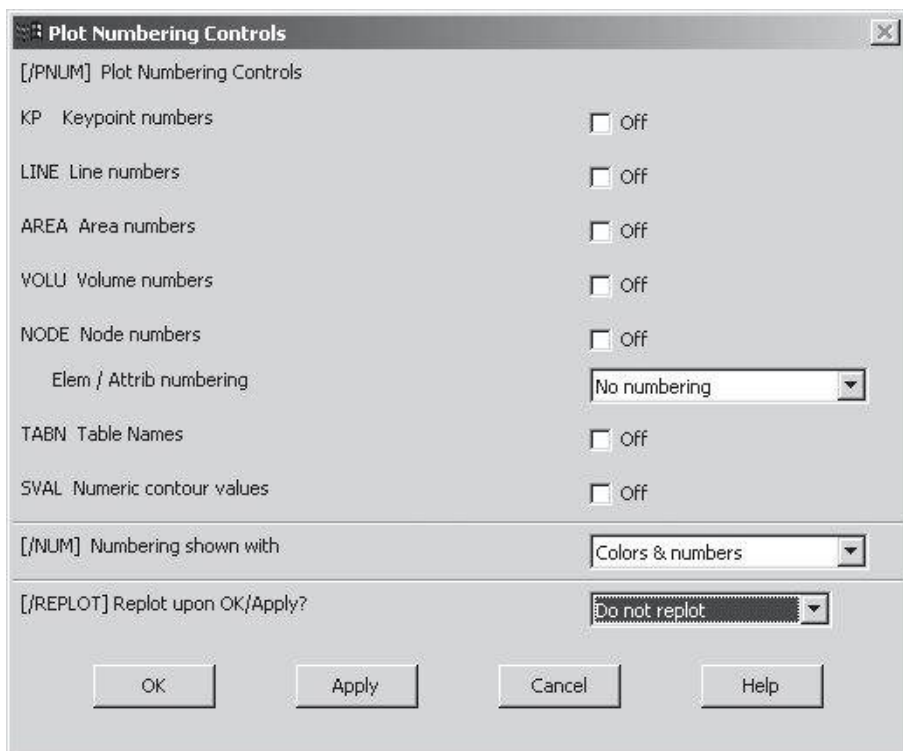 Plot Numbering Controls
[/PNUM] Plot Numbering Controls
KP Keypoint numbers Off
LINE Line numbers Off
AREA Area numbers Off
VOLU Volume numbers Off
NODE Node numbers Off
Elem / Attrib numbering No numbering
TABN Table Names Off
SVAL Numeric contour values Off
[/NUM] Numbering shown with Colors & numbers
[/REPLOT] Replot upon OK/Apply? Do not replot
OK Apply Cancel Help